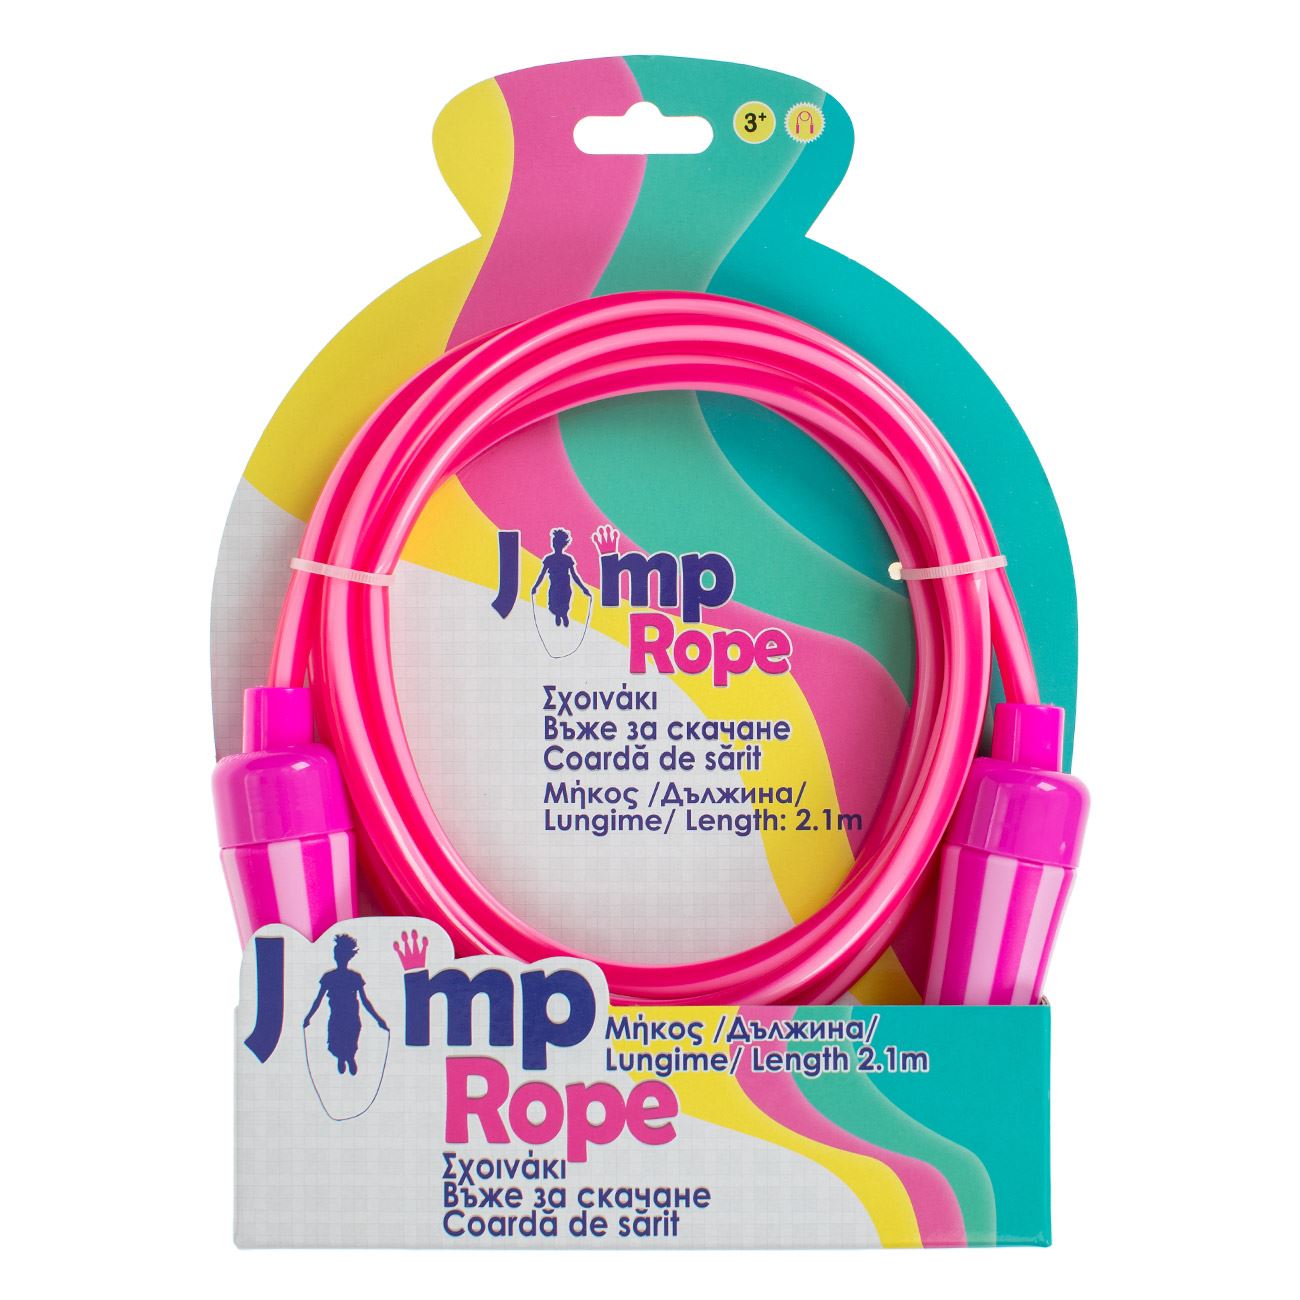 3+
Jump
Rope
Σχοινάκι
Въже за скачане
Coardă de sărit
Μήκος /Дължина/
Lungime/ Length: 2.1m
Jump
Rope
Μήκος /Дължина/
Lungime/ Length 2.1m
Σχοινάκι
Въже за скачане
Coardă de sărit